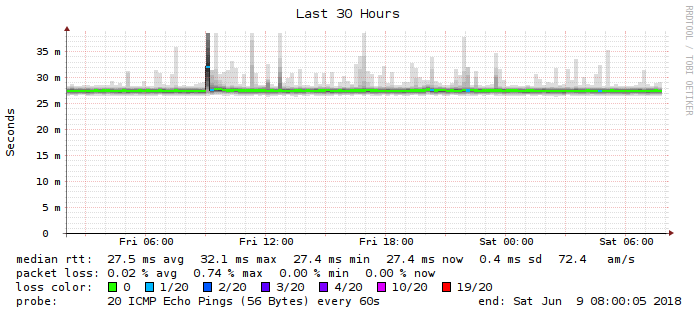 Last 30 Hours
RRDTOOL / TOBI OETIKER
Seconds
35 m
30 m
25 m
20 m
15 m
10 m
5 m
0
Fri 06:00 Fri 12:00 Fri 18:00 Sat 00:00 Sat 06:00
median rtt: 27.5 ms avg 32.1 ms max 27.4 ms min 27.4 ms now 0.4 ms sd 72.4 am/s
packet loss: 0.02 % avg 0.74 % max 0.00 % min 0.00 % now
loss color: 0 1/20 2/20 3/20 4/20 10/20 19/20
probe: 20 ICMP Echo Pings (56 Bytes) every 60s end: Sat Jun 9 08:00:05 2018